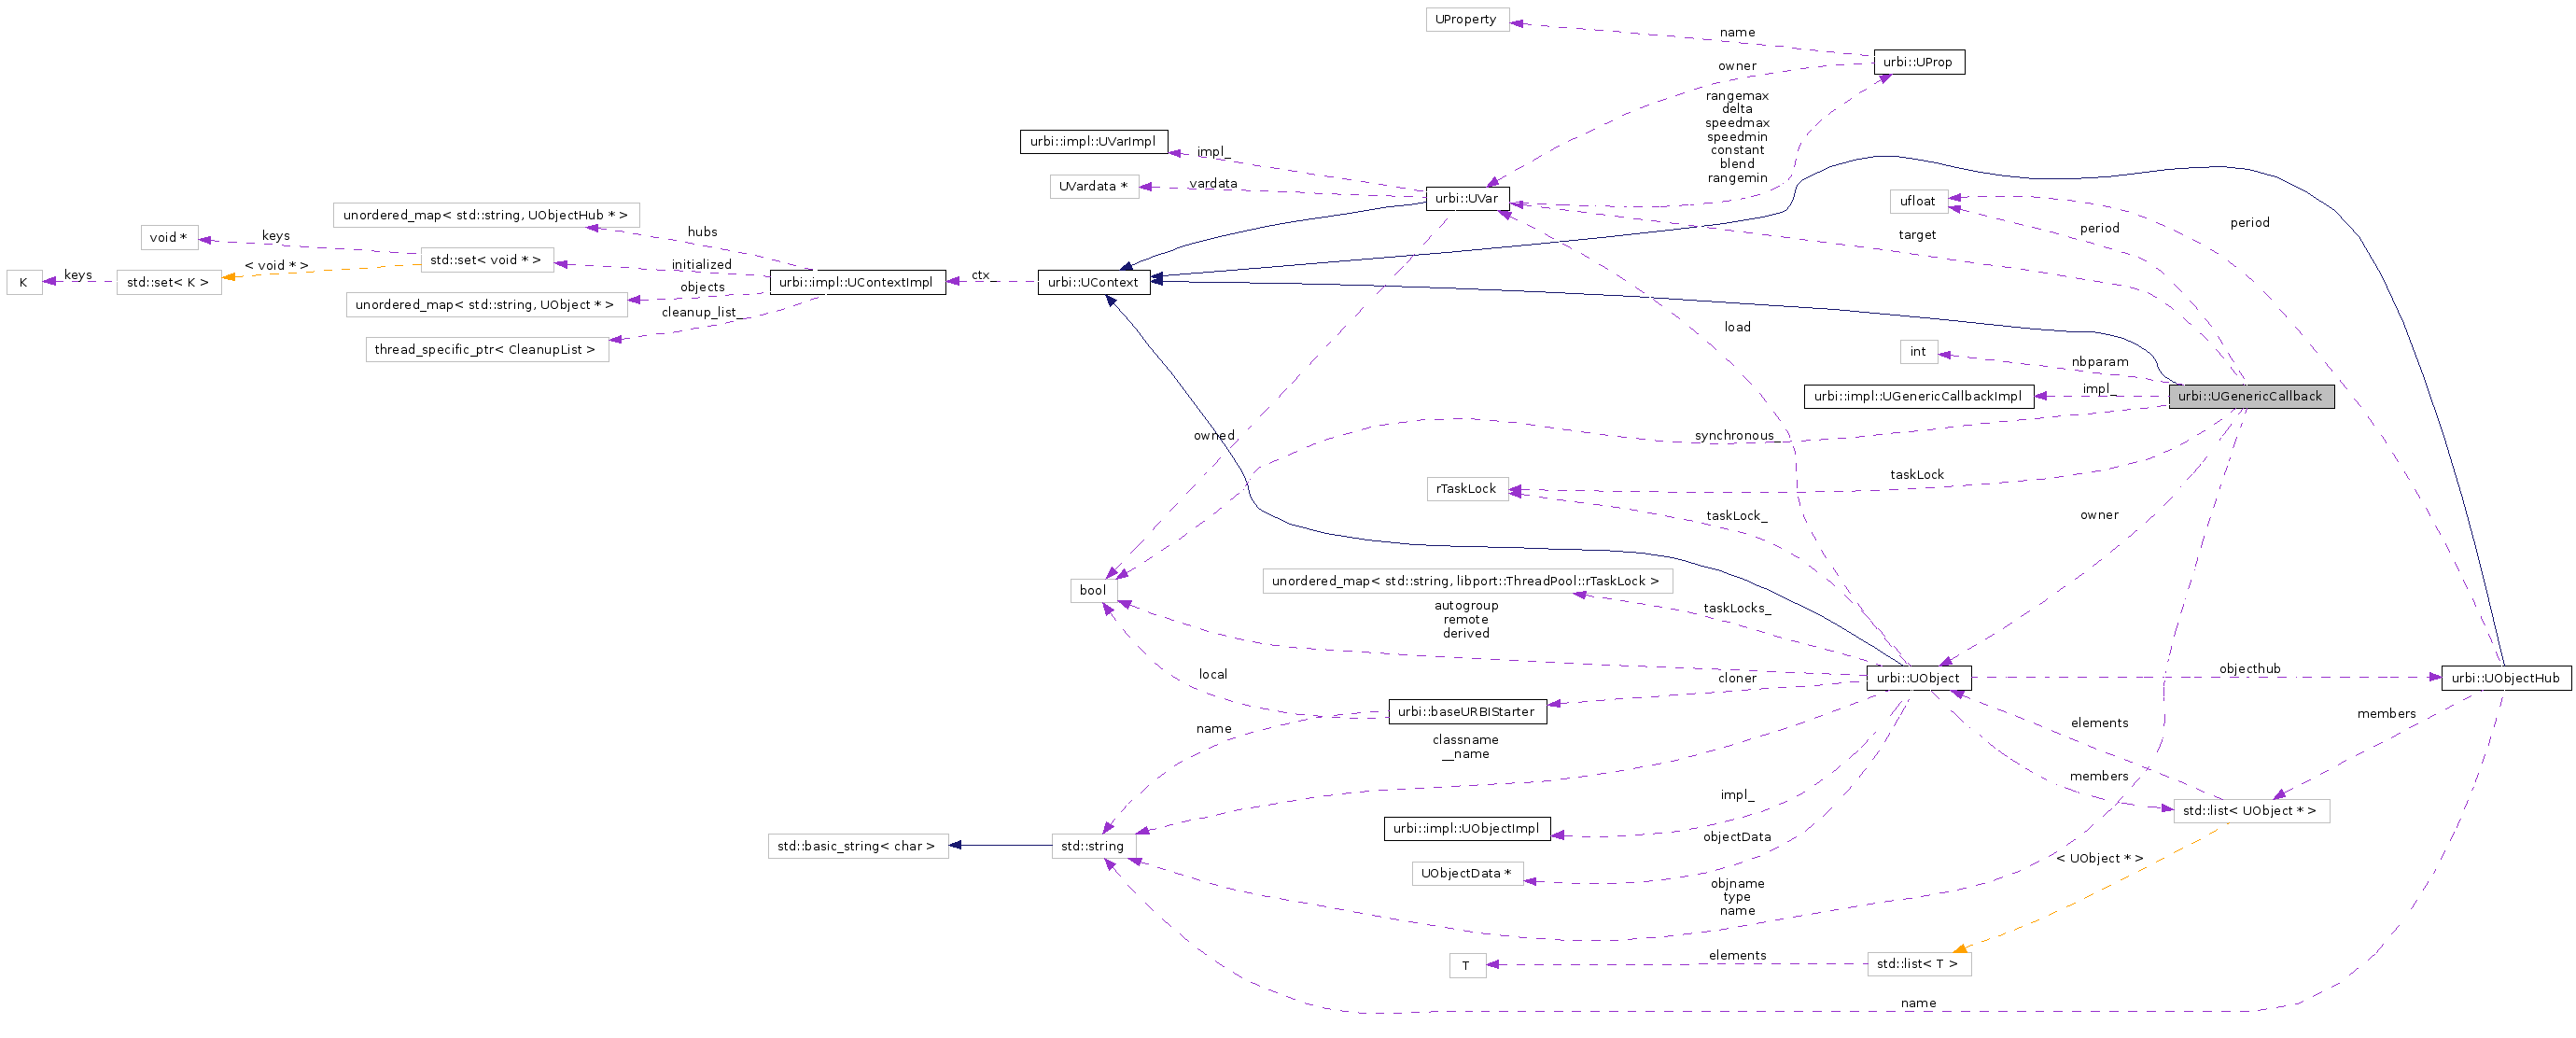 UProperty
name
urbi::UProp
owner
rangemax
delta
speedmax
speedmin
constant
blend
rangemin
urbi::impl::UVarImpl
impl_
UVardata *
vardata
urbi::UVar
ufloat
unordered_map< std::string, UObjectHub * >
hubs
period
period
void *
keys
target
std::set< void * >
< void * >
initialized
K
keys
std::set< K >
urbi::impl::UContextImpl
ctx_
urbi::UContext
objects
unordered_map< std::string, UObject * >
cleanup_list_
load
thread_specific_ptr< CleanupList >
int
nbparam
urbi::impl::UGenericCallbackImpl
impl_
urbi::UGenericCallback
owned
synchronous_
taskLock
rTaskLock
taskLock_
owner
unordered_map< std::string, libport::ThreadPool::rTaskLock >
bool
autogroup
remote
derived
taskLocks_
local
cloner
urbi::UObject
objecthub
urbi::UObjectHub
urbi::baseURBIStarter
name
members
elements
classname
__name
members
impl_
std::list< UObject * >
urbi::impl::UObjectImpl
objectData
std::basic_string< char >
std::string
< UObject * >
UObjectData *
objname
type
name
elements
T
std::list< T >
name